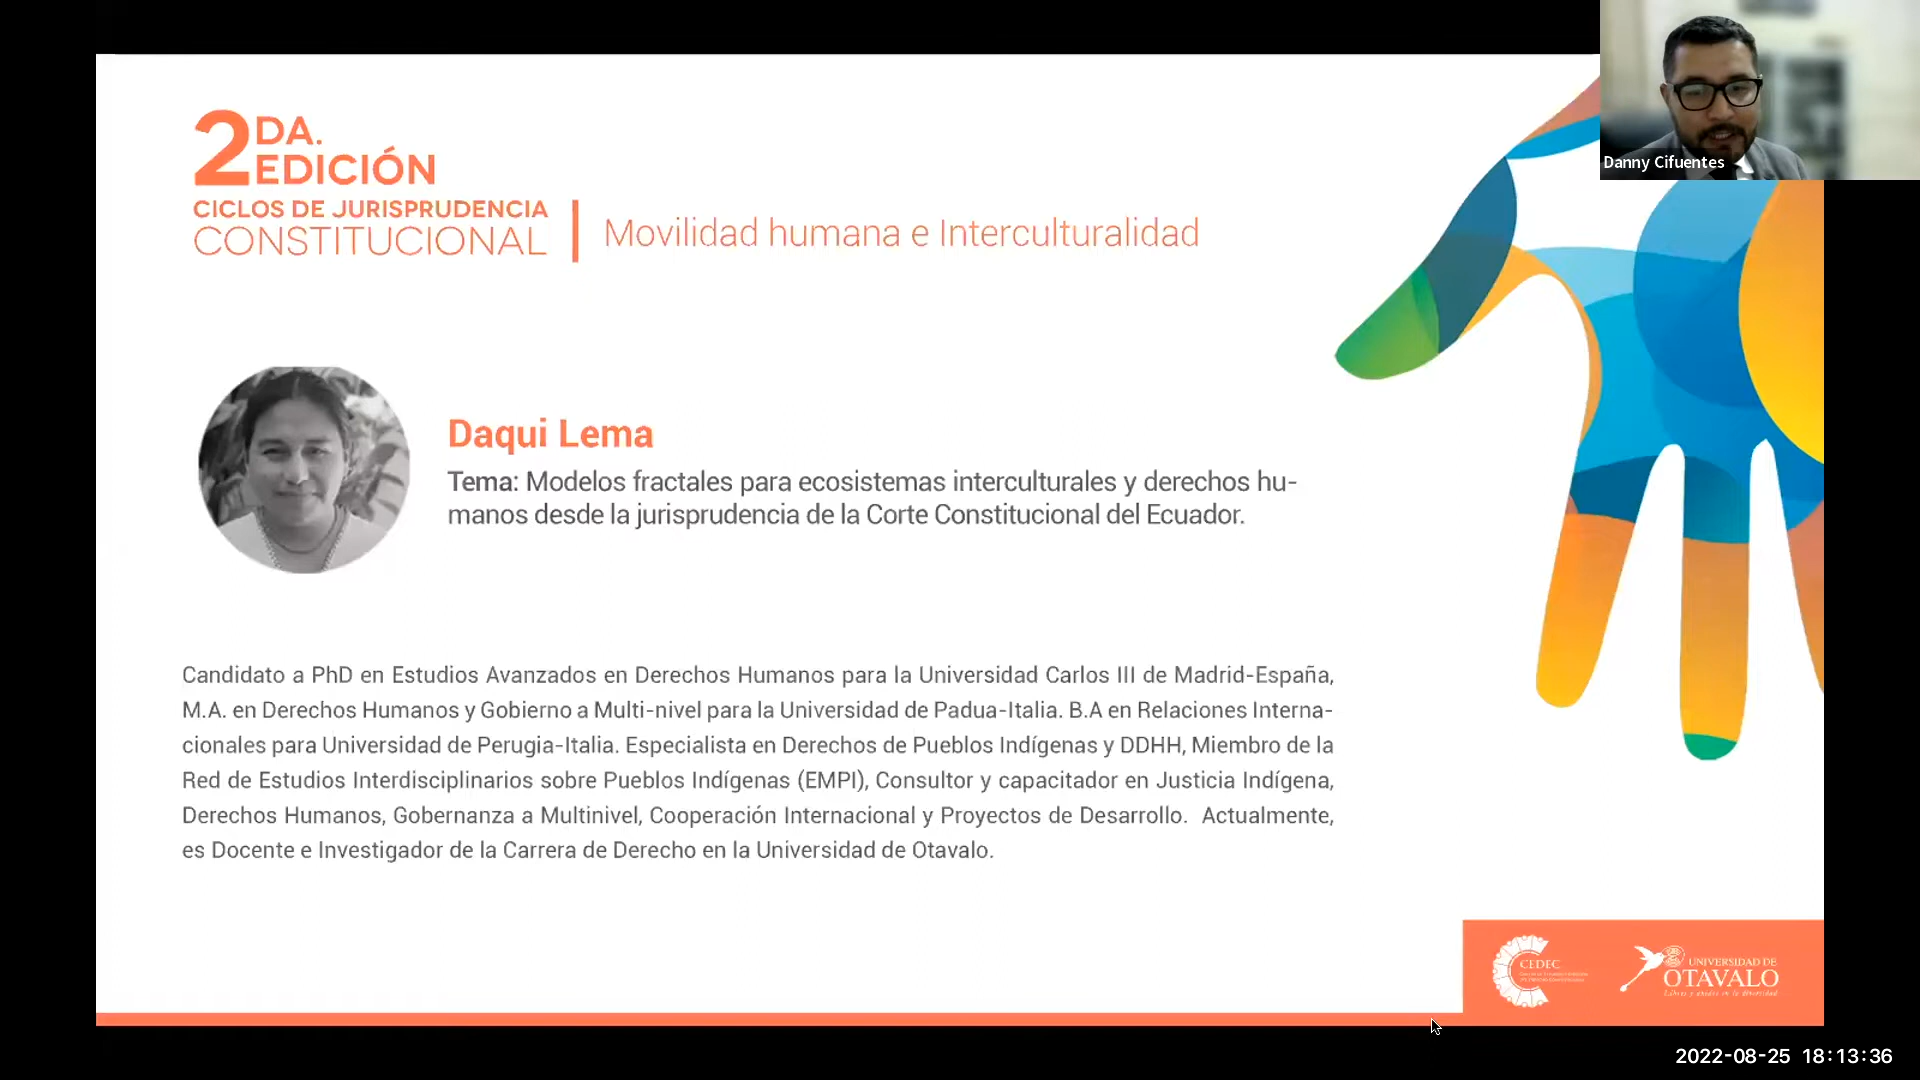 2DA.
EDICIÓN
CICLOS DE JURISPRUDENCIA
CONSTITUCIONAL
Movilidad humana e Interculturalidad
Danny Cifuentes
Daqui Lema
Tema: Modelos fractales para ecosistemas interculturales y derechos hu-
manos desde la jurisprudencia de la Corte Constitucional del Ecuador.
Candidato a PhD en Estudios Avanzados en Derechos Humanos para la Universidad Carlos III de Madrid-España,
M.A. en Derechos Humanos y Gobierno a Multi-nivel para la Universidad de Padua-Italia. B.A en Relaciones Interna-
cionales para Universidad de Perugia-Italia. Especialista en Derechos de Pueblos Indígenas y DDHH, Miembro de la
Red de Estudios Interdisciplinarios sobre Pueblos Indígenas (EMPI), Consultor y capacitador en Justicia Indígena,
Derechos Humanos, Gobernanza a Multinivel, Cooperación Internacional y Proyectos de Desarrollo. Actualmente,
es Docente e Investigador de la Carrera de Derecho en la Universidad de Otavalo.
CEDEC
UNIVERSIDAD DE
OTAVALO
2022-08-25 18:13:36